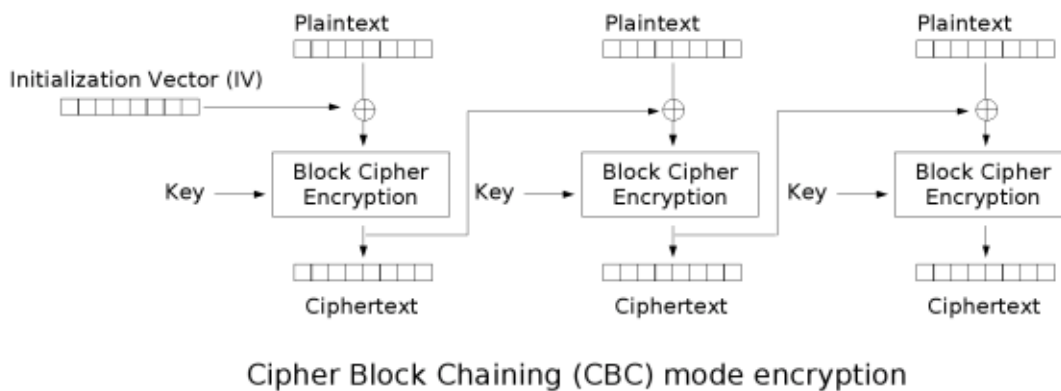 Plaintext
Plaintext
Plaintext
Initialization Vector (IV)
Key
Block Cipher
Encryption
Key
Block Cipher
Encryption
Key
Block Cipher
Encryption
Ciphertext
Ciphertext
Ciphertext
Cipher Block Chaining (CBC) mode encryption